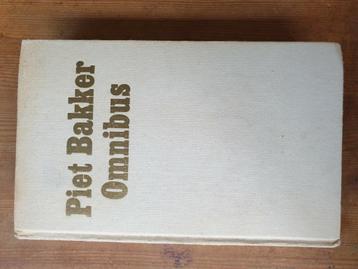 Piet Bakker
Omnibus